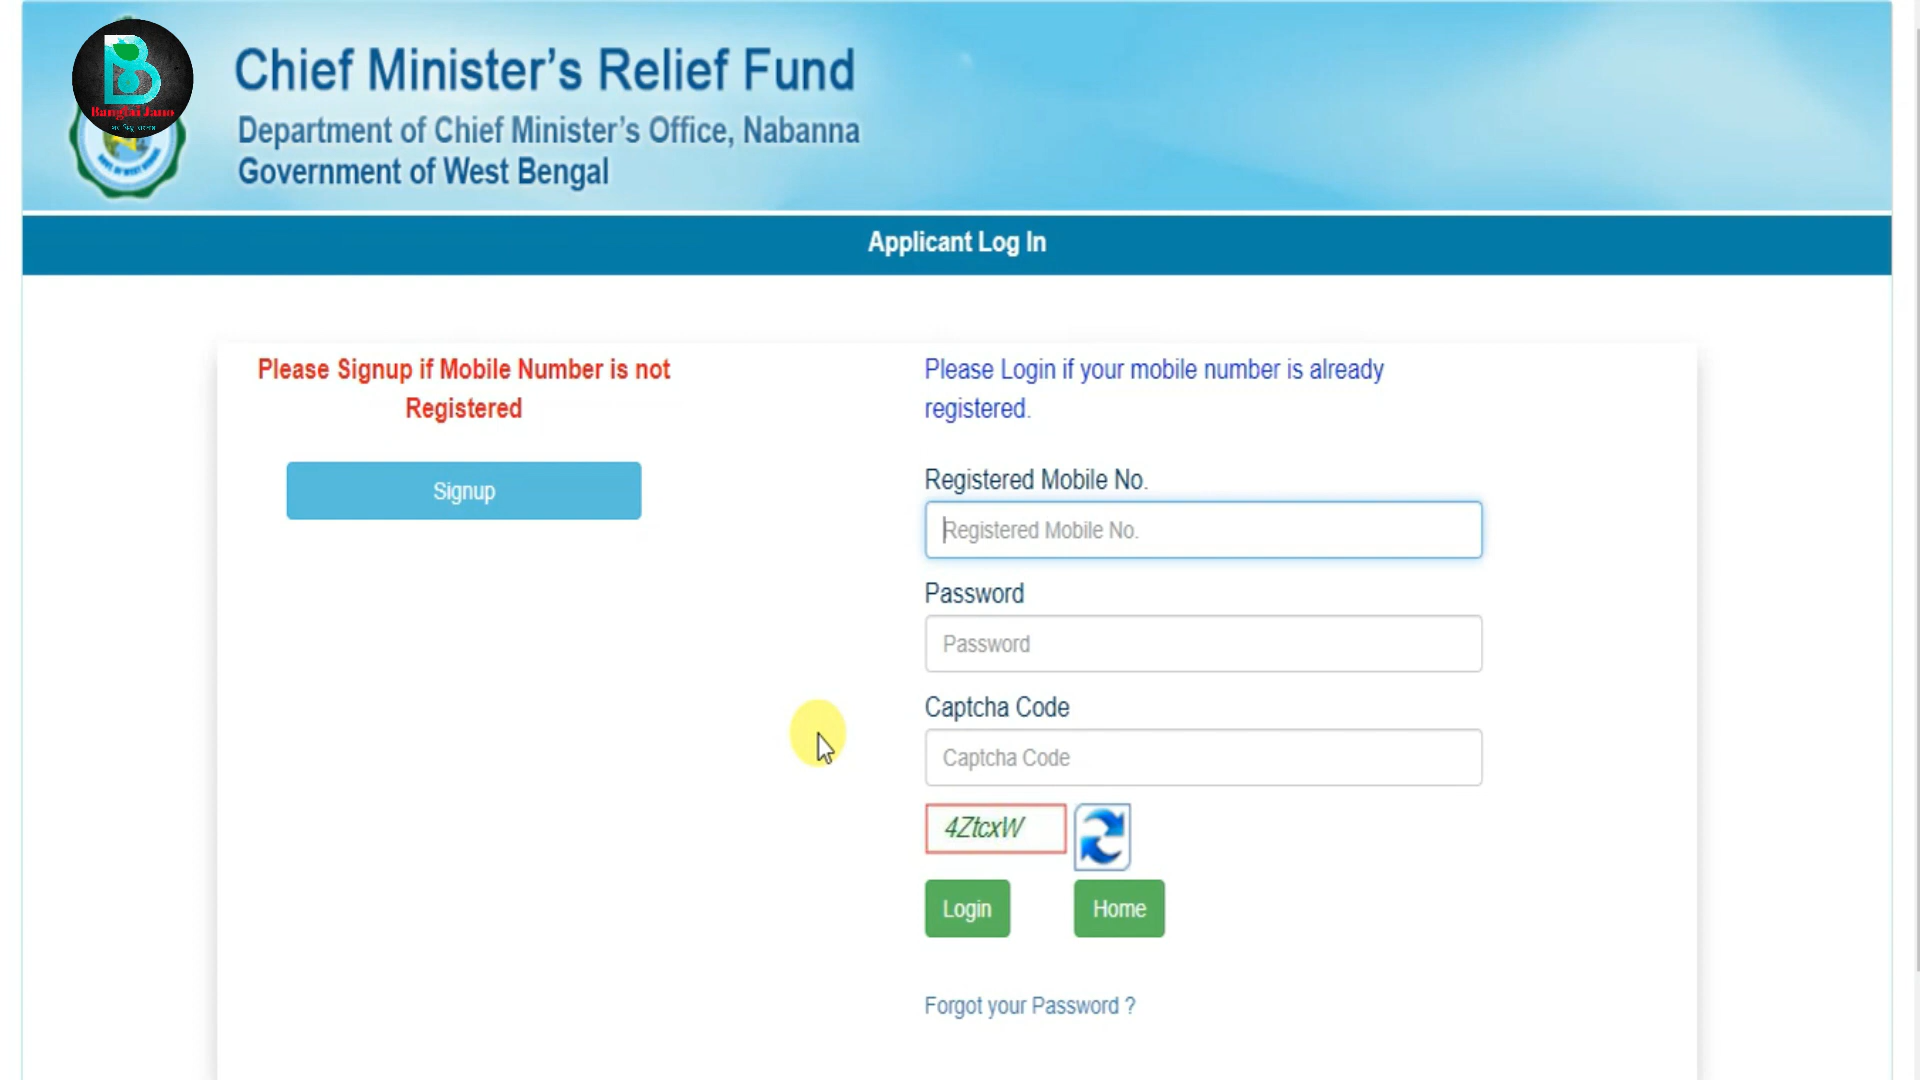 Banglai Jano
Chief Minister's Relief Fund
Department of Chief Minister's Office, Nabanna
Government of West Bengal
Applicant Log In
Please Signup if Mobile Number is not
Registered
Signup
Please Login if your mobile number is already
registered.
Registered Mobile No.
Registered Mobile No.
Password
Password
Captcha Code
Captcha Code
4ZtcxW
Login
Home
Forgot your Password ?